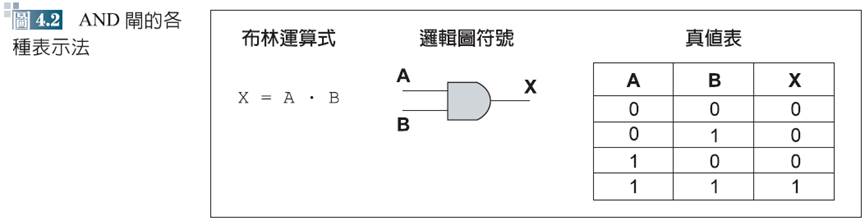 圖 4.2 AND 閘的各
種表示法
布林運算式 邏輯圖符號 真值表
X = A · B
A
B
X
A B X
0 0 0
0 1 0
1 0 0
1 1 1